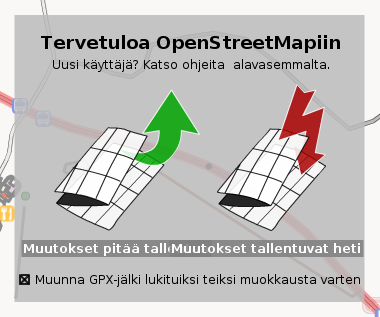 Tervetuloa OpenStreetMapiin
Uusi käyttäjä? Katso ohjeita alavasemmalta.
Muutokset pitää Muutokset tallentuvat heti
Muunna GPX-jälki lukituiksi teiksi muokkausta varten